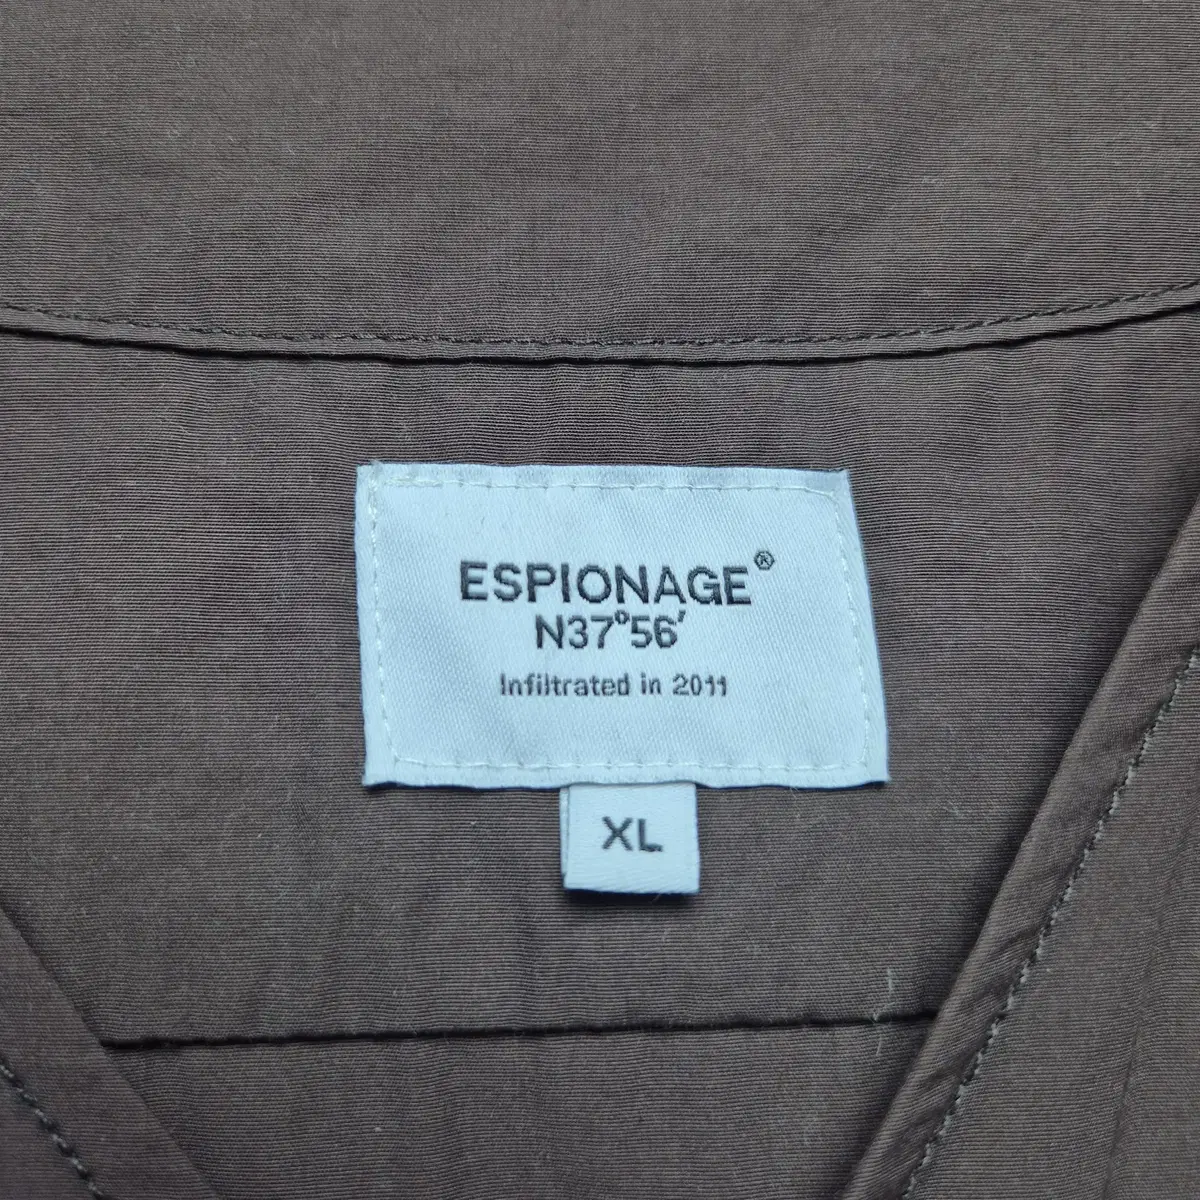 ESPIONAGE®
N37°56′
Infiltrated in 2011
XL